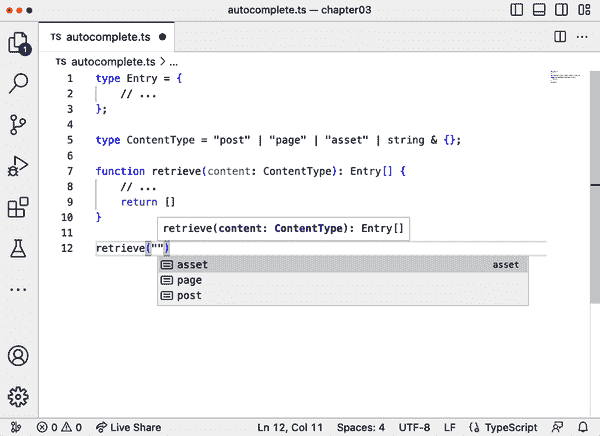 autocomplete.ts — chapter03
TS autocomplete.ts
TS autocomplete.ts > ...
1 type Entry = {
2 // ...
3 };
4
5 type ContentType = "post" | "page" | "asset" | string & {};
6
7 function retrieve(content: ContentType): Entry[] {
8 // ...
9 return []
10 }
11
retrieve(content: ContentType): Entry[]
12 retrieve("")
asset asset
page
post
1
0 0 Live Share Ln 12, Col 11 Spaces: 4 UTF-8 LF {} TypeScript